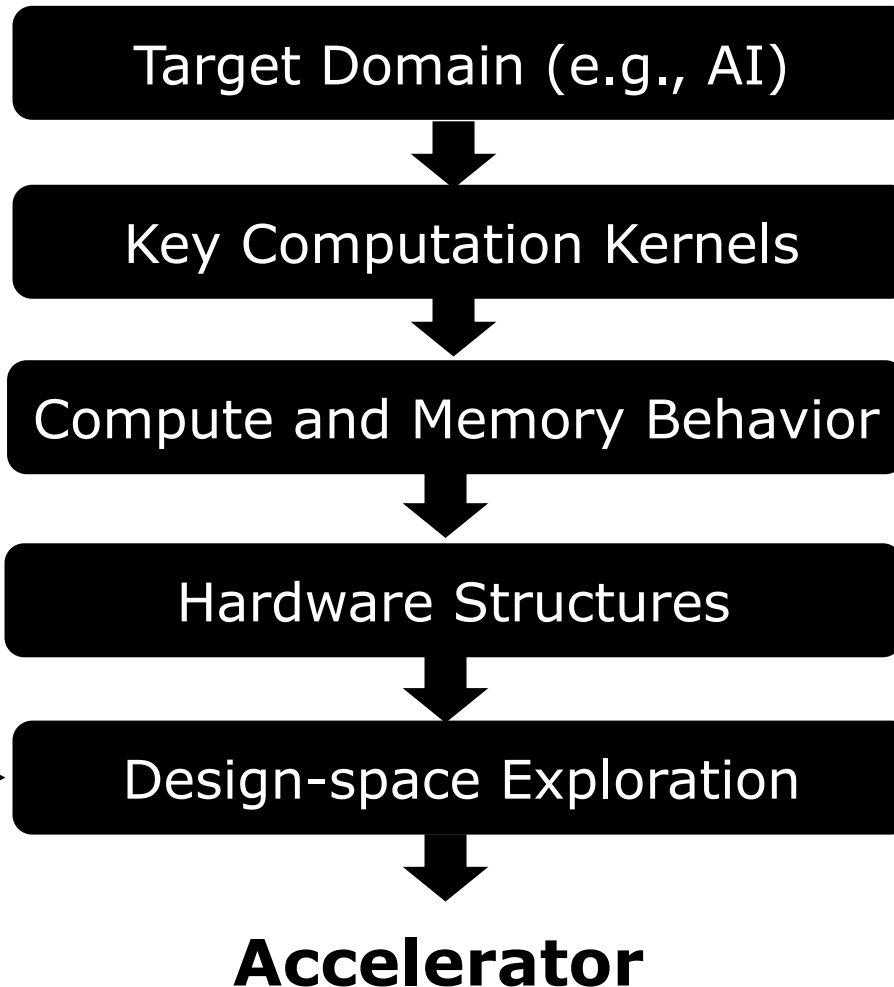 Target Domain (e.g., AI)
Key Computation Kernels
Compute and Memory Behavior
Hardware Structures
Design-space Exploration
Accelerator